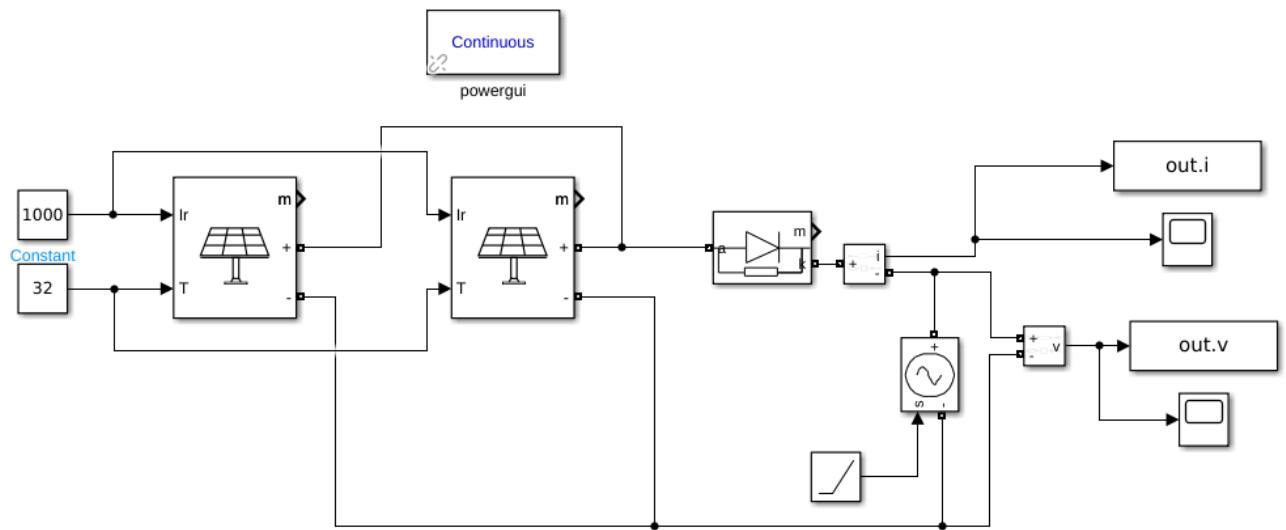 Continuous
powergui
1000
Constant
32
Ir
T
m
+
-
Ir
T
m
+
-
a
m
k
+
i
-
+
s
-
+
-
v
out.i
out.v